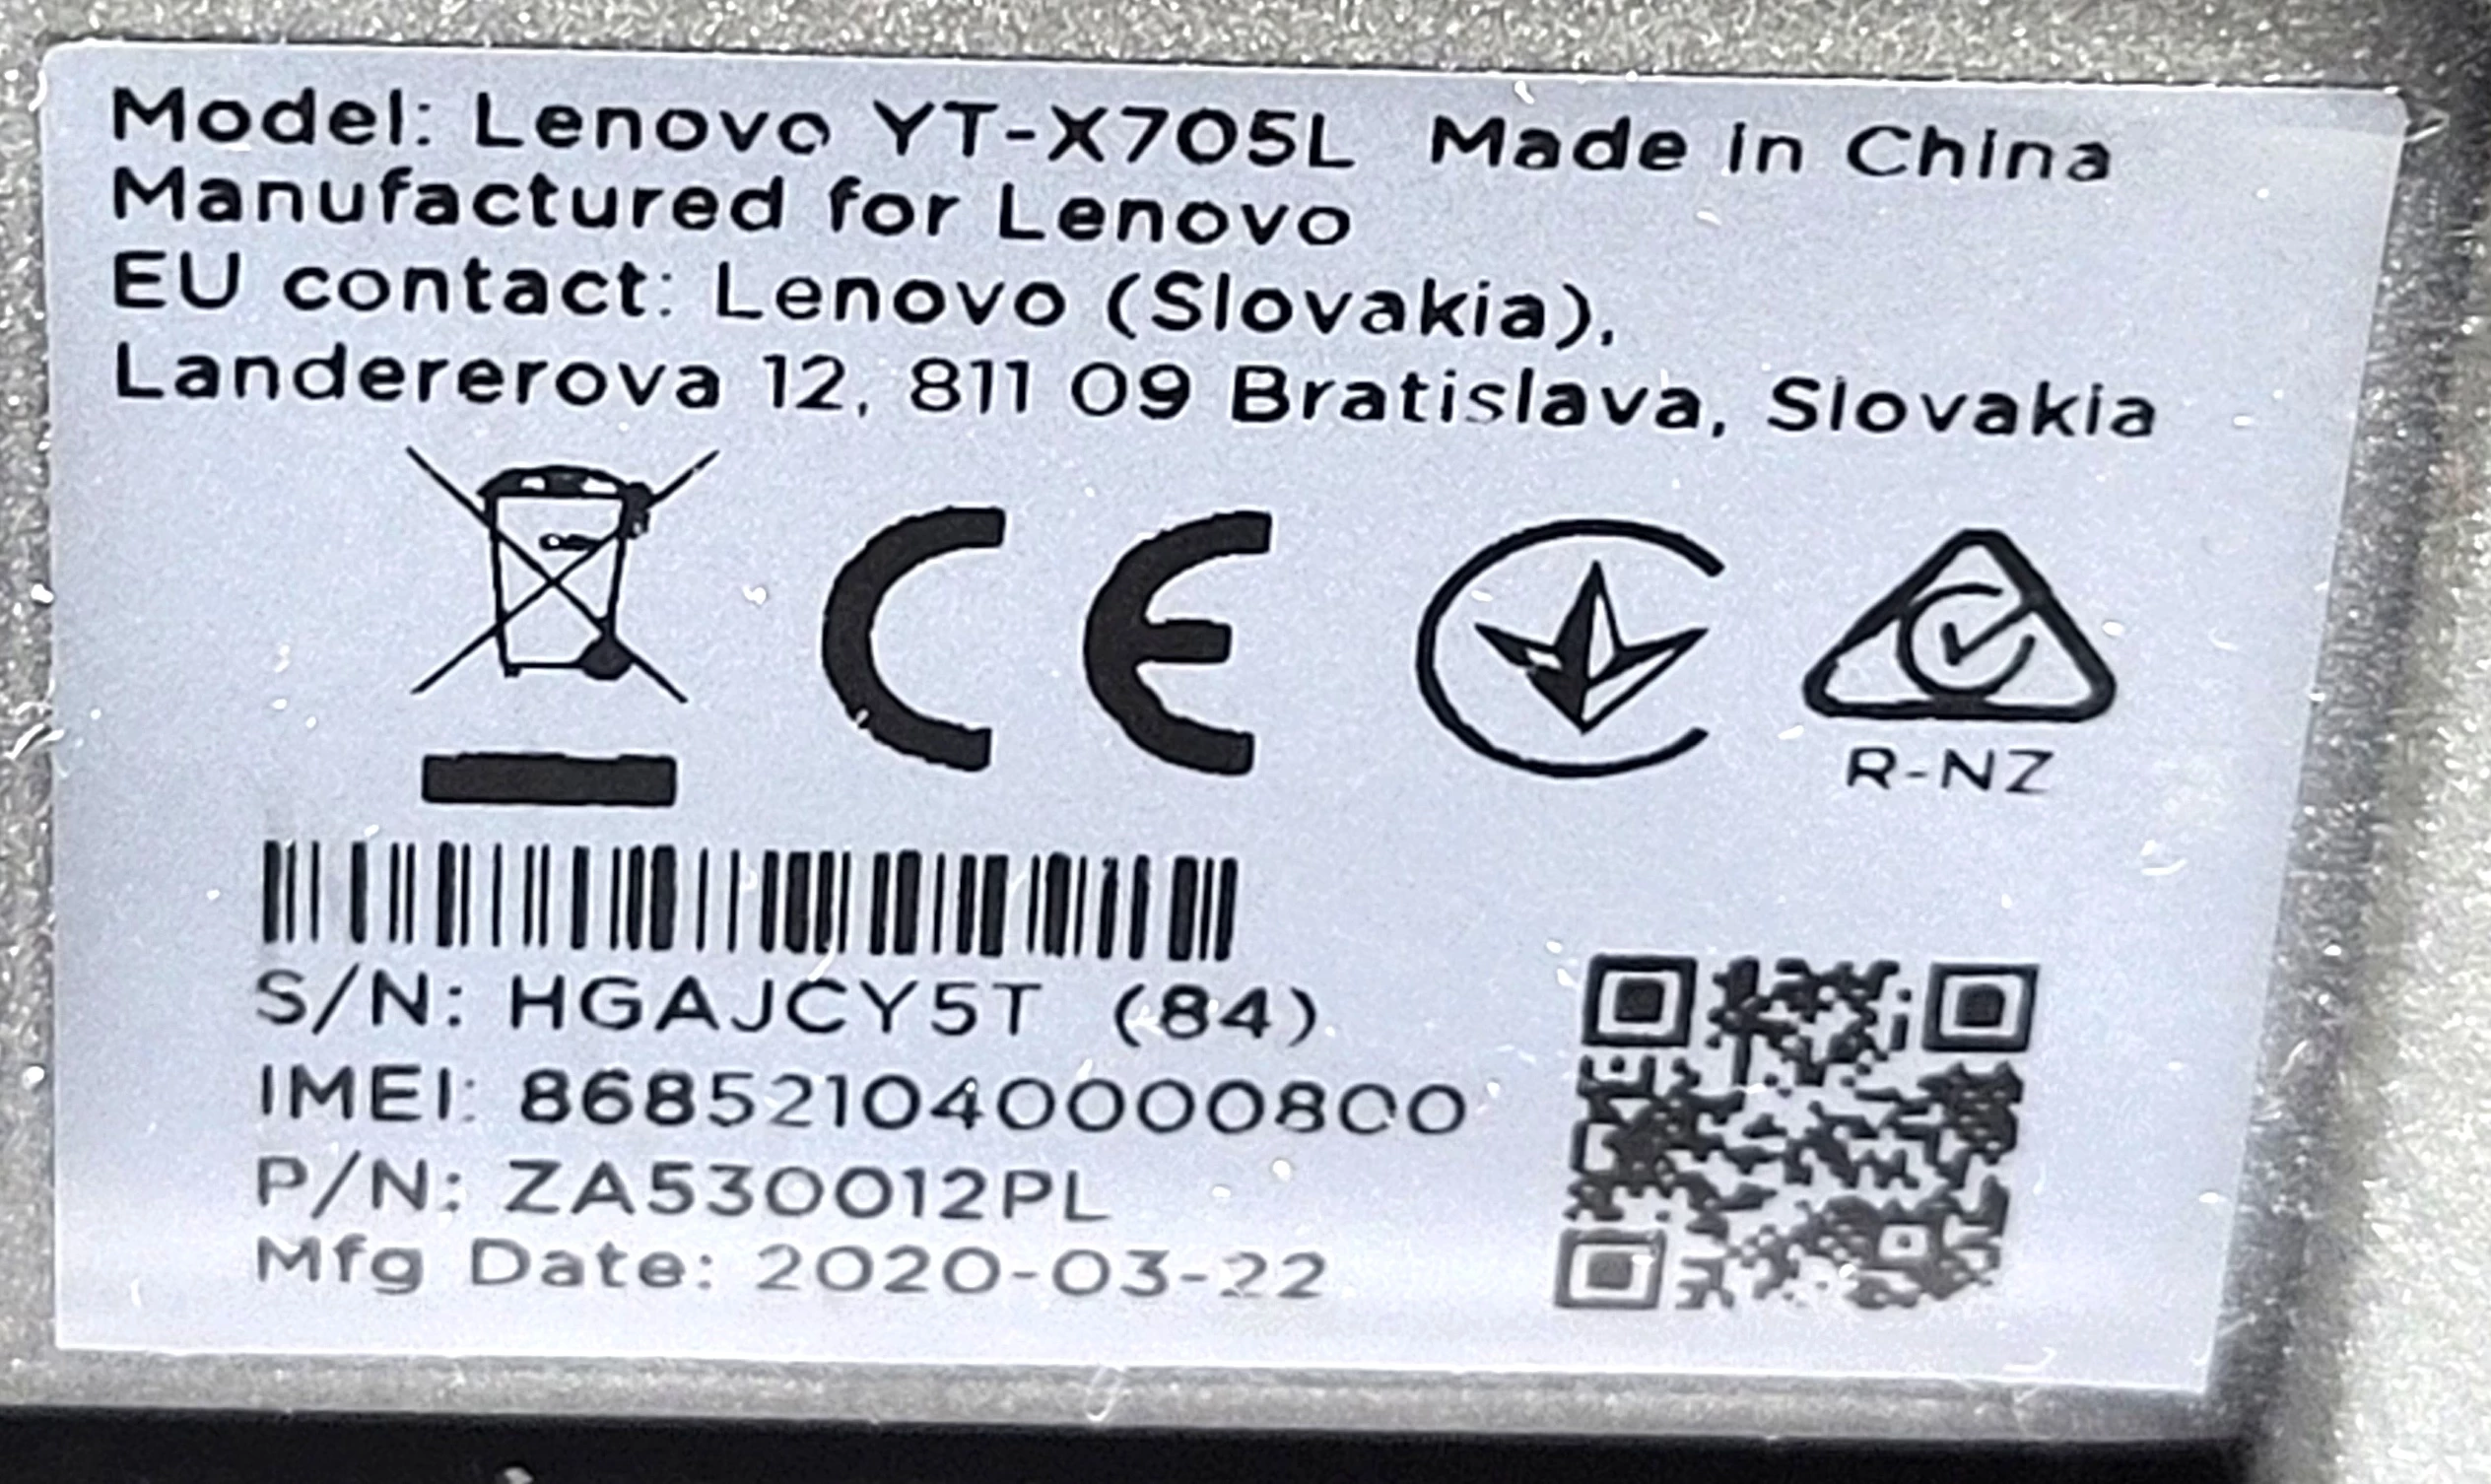 Model: Lenovo YT-X705L Made in China
Manufactured for Lenovo
EU contact: Lenovo (Slovakia),
Landererova 12, 811 09 Bratislava, Slovakia
CE
R-NZ
S/N: HGAJCY5T (84)
IMEI: 868521040000800
P/N: ZA530012PL
Mfg Date: 2020-03-22